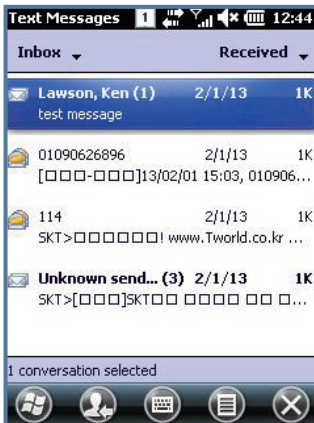 Text Messages 1 12:44
Inbox Received
Lawson, Ken (1) 2/1/13 1K
test message
01090626896 2/1/13 1K
[□□□-□□□]13/02/01 15:03, 010906...
114 2/1/13 1K
SKT>□□□□□□! www.Tworld.co.kr ...
Unknown send... (3) 2/1/13 1K
SKT>[□□□]SKT□□ □□□□ □□ □...
1 conversation selected